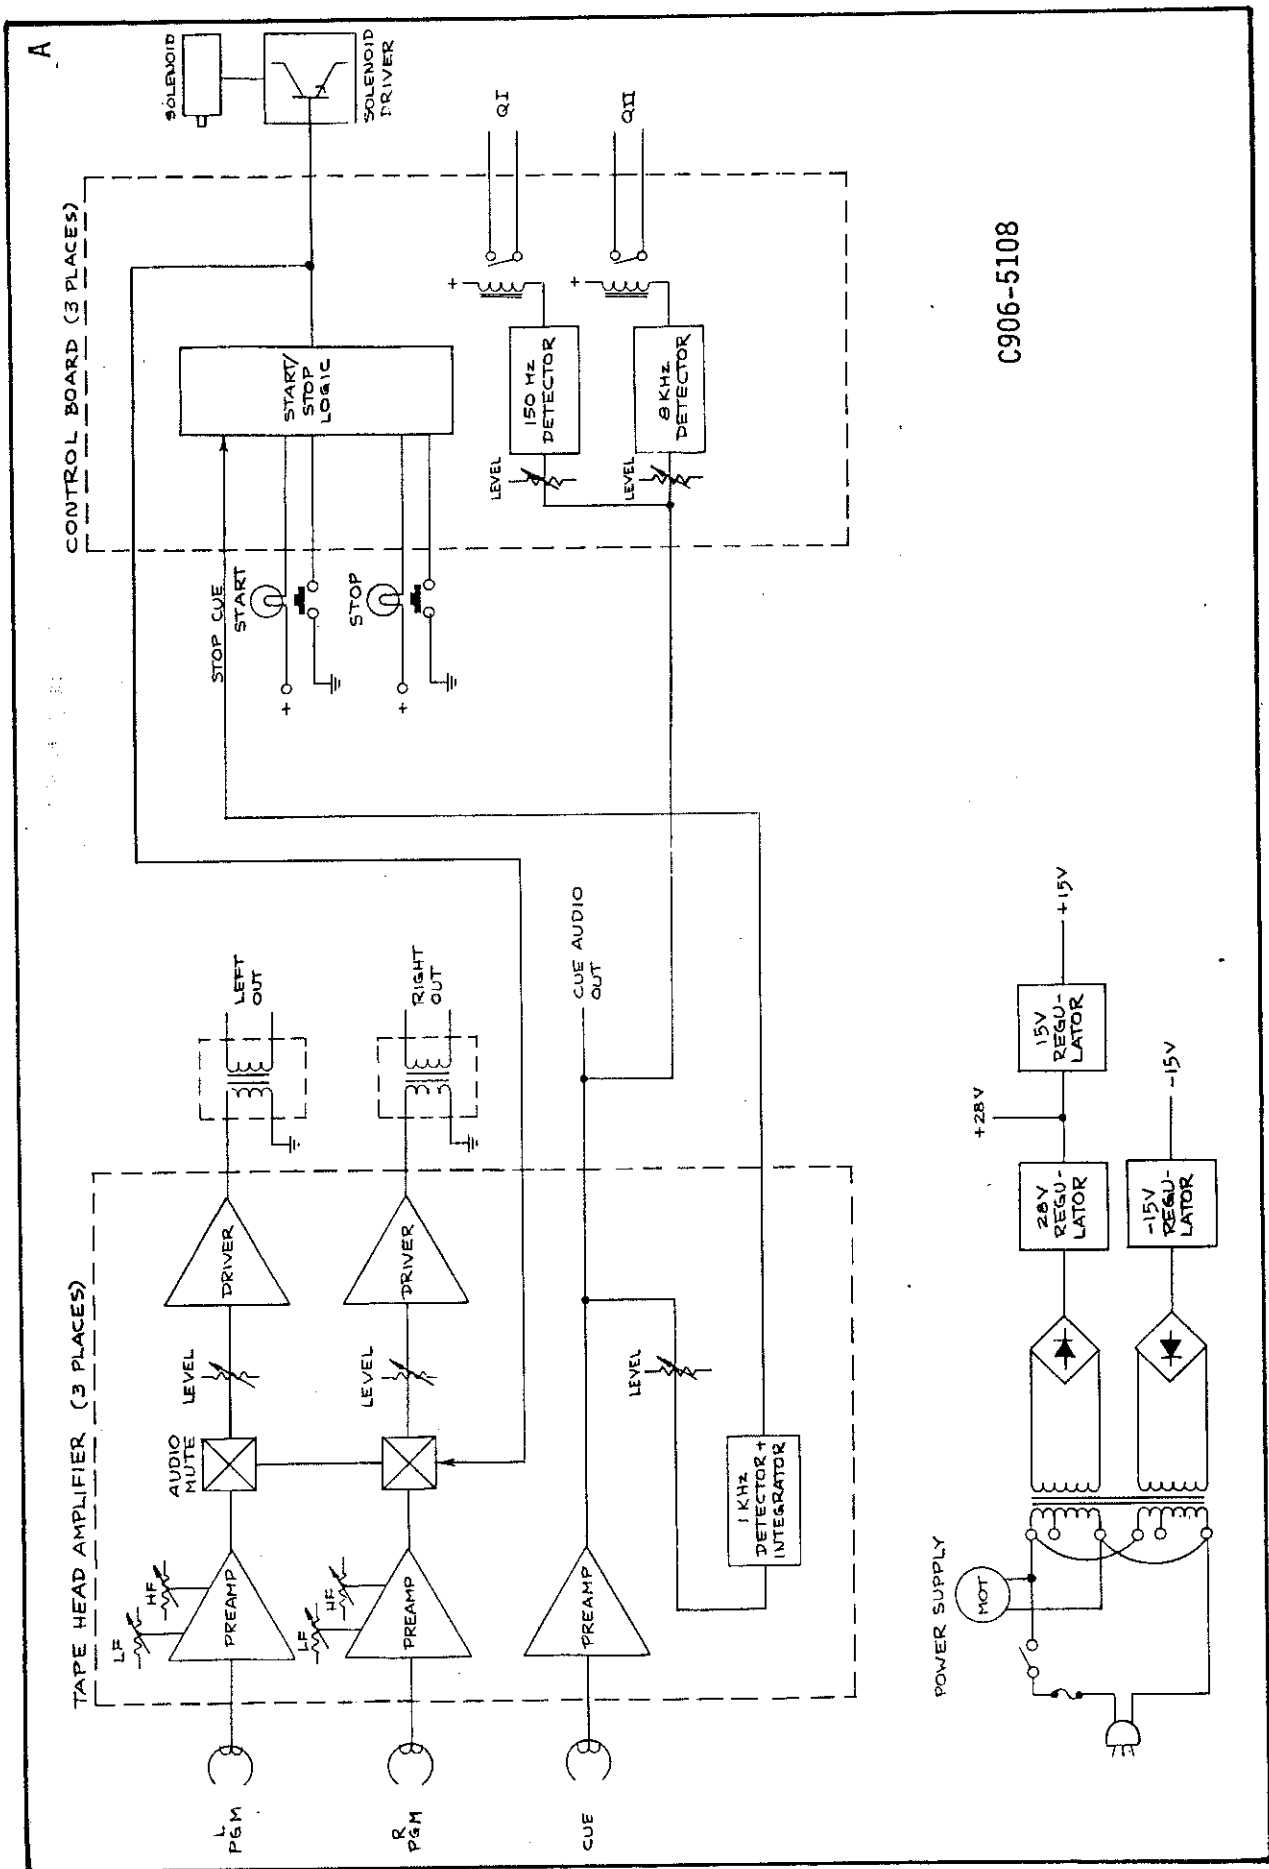 A
TAPE HEAD AMPLIFIER (3 PLACES)
L
PGM
LF
HF
PREAMP
AUDIO
MUTE
LEVEL
DRIVER
LEFT
OUT
R
PGM
LF
HF
PREAMP
LEVEL
DRIVER
RIGHT
OUT
CUE
PREAMP
LEVEL
CUE AUDIO
OUT
1 KHz
DETECTOR +
INTEGRATOR
CONTROL BOARD (3 PLACES)
STOP CUE
START
+
STOP
+
START/
STOP
LOGIC
SOLENOID
SOLENOID
DRIVER
LEVEL
150 Hz
DETECTOR
+
QI
LEVEL
8 KHz
DETECTOR
+
QII
POWER SUPPLY
MOT
28V
REGU-
LATOR
+28V
15V
REGU-
LATOR
+15V
-15V
REGU-
LATOR
-15V
C906-5108